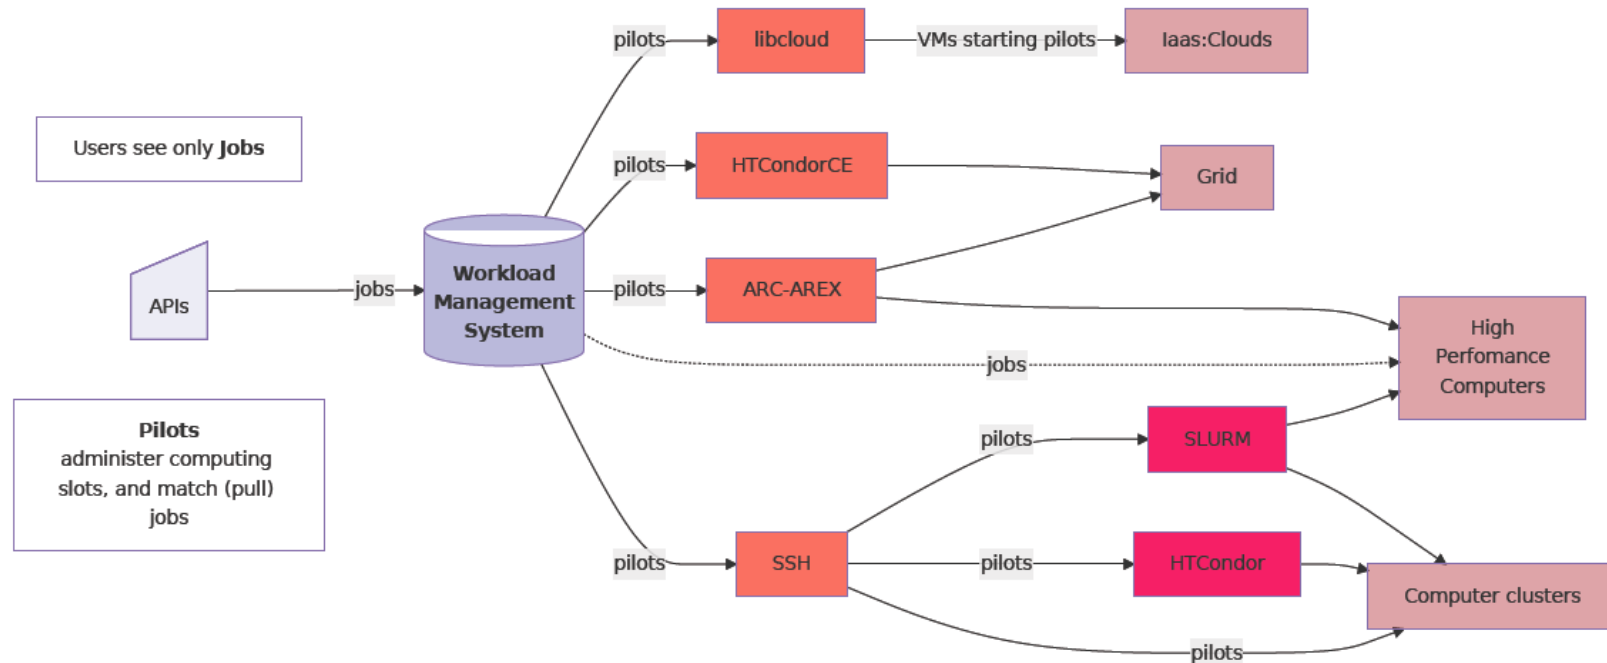 pilots
libcloud
VMs starting pilots
Iaas:Clouds
Users see only Jobs
pilots
HTCondorCE
Grid
APIs
jobs
Workload
Management
System
pilots
ARC-AREX
High
Perfomance
Computers
jobs
Pilots
administer computing
slots, and match (pull)
jobs
pilots
SLURM
pilots
SSH
pilots
HTCondor
Computer clusters
pilots